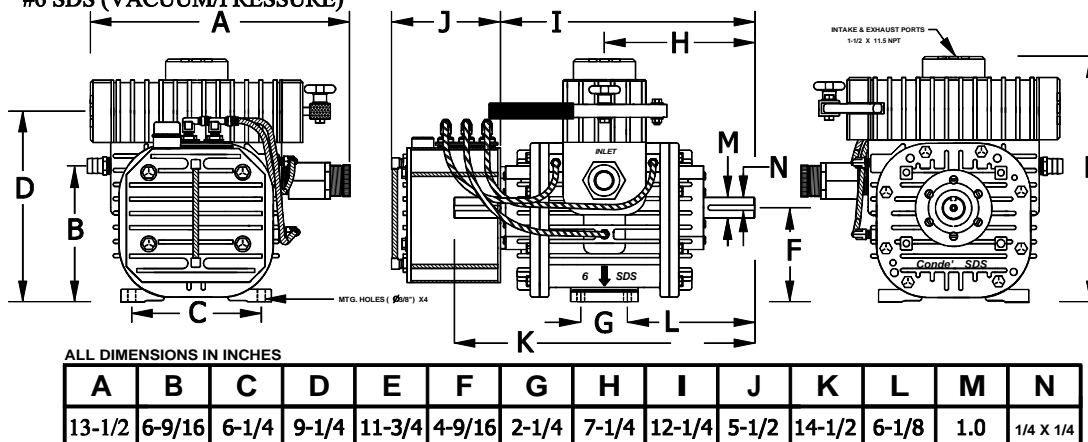 #6 SDS (VACUUM/PRESSURE)
A
J
I
H
INTAKE & EXHAUST PORTS
1-1/2 X 11.5 NPT
D
B
C
MTG. HOLES ( Ø3/8") X4
INLET
M
N
F
6 SDS
G
L
K
Conde' SDS
ALL DIMENSIONS IN INCHES
A B C D E F G H I J K L M N
13-1/2 6-9/16 6-1/4 9-1/4 11-3/4 4-9/16 2-1/4 7-1/4 12-1/4 5-1/2 14-1/2 6-1/8 1.0 1/4 X 1/4